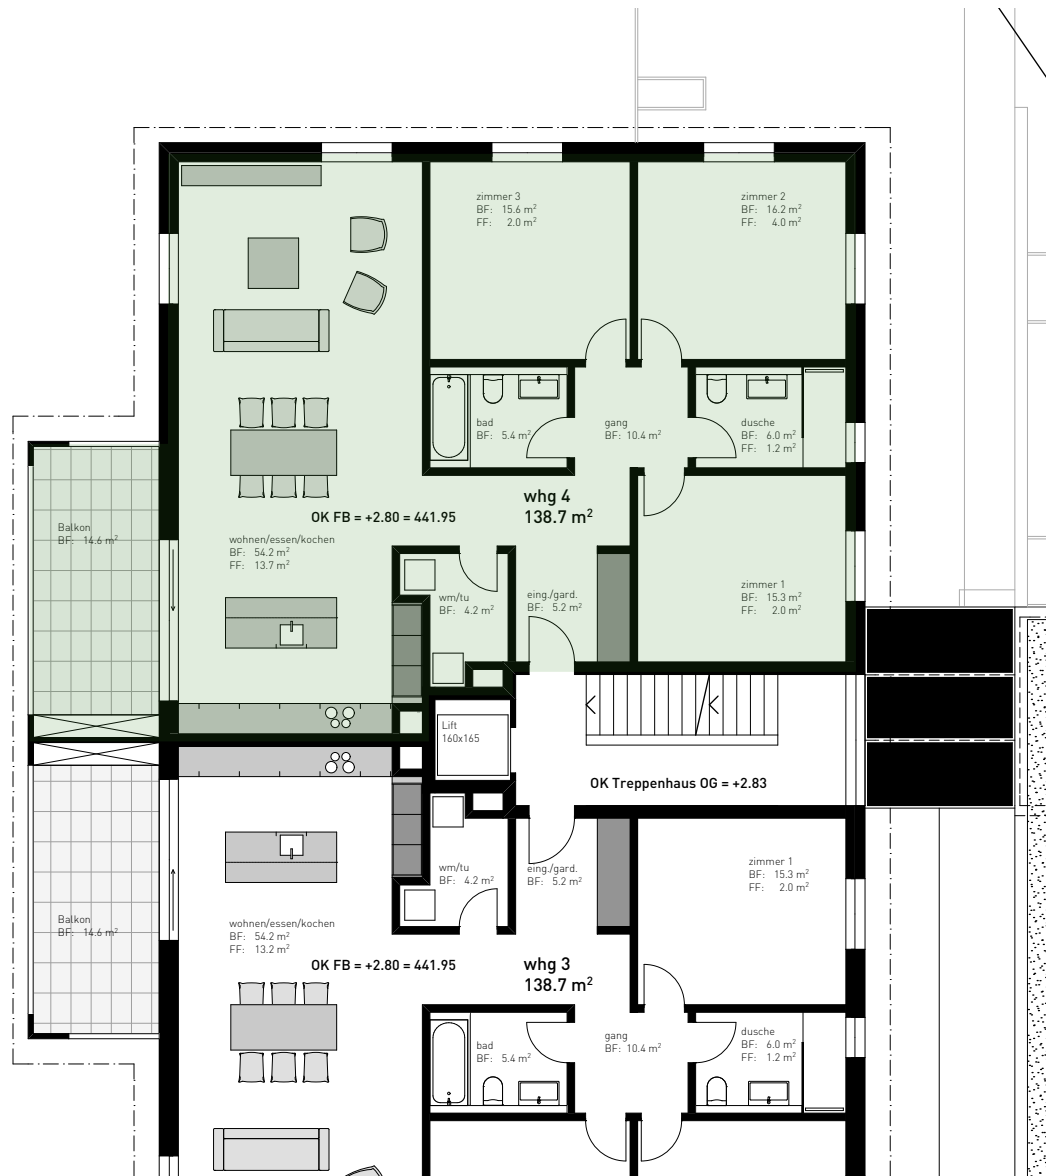 zimmer 3
BF: 15.6 m²
FF: 2.0 m²
zimmer 2
BF: 16.2 m²
FF: 4.0 m²
bad
BF: 5.4 m²
gang
BF: 10.4 m²
dusche
BF: 6.0 m²
FF: 1.2 m²
whg 4
138.7 m²
OK FB = +2.80 = 441.95
Balkon
BF: 14.6 m²
wohnen/essen/kochen
BF: 54.2 m²
FF: 13.7 m²
wm/tu
BF: 4.2 m²
eing./gard.
BF: 5.2 m²
zimmer 1
BF: 15.3 m²
FF: 2.0 m²
Lift
160x165
OK Treppenhaus OG = +2.83
wm/tu
BF: 4.2 m²
eing./gard.
BF: 5.2 m²
zimmer 1
BF: 15.3 m²
FF: 2.0 m²
Balkon
BF: 14.6 m²
wohnen/essen/kochen
BF: 54.2 m²
FF: 13.2 m²
OK FB = +2.80 = 441.95
whg 3
138.7 m²
bad
BF: 5.4 m²
gang
BF: 10.4 m²
dusche
BF: 6.0 m²
FF: 1.2 m²